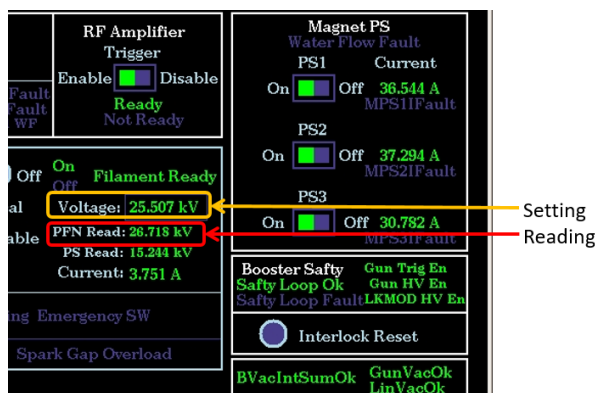 RF Amplifier
Trigger
Enable Disable
Ready
Not Ready
Fault
Fault
WF
Off On
Off
Filament Ready
al Voltage: 25.507 kV
able PFN Read: 26.718 kV
PS Read: 15.244 kV
Current: 3.751 A
ing Emergency SW
Spark Gap Overload
Magnet PS
Water Flow Fault
PS1 Current
On Off 36.544 A
MPS1IFault
PS2
On Off 37.294 A
MPS2IFault
PS3
On Off 30.782 A
MPS3IFault
Booster Safty
Safty Loop Ok
Safty Loop Fault
Gun Trig En
Gun HV En
LKMOD HV En
Interlock Reset
BVacIntSumOk
GunVacOk
LinVacOk
Setting
Reading